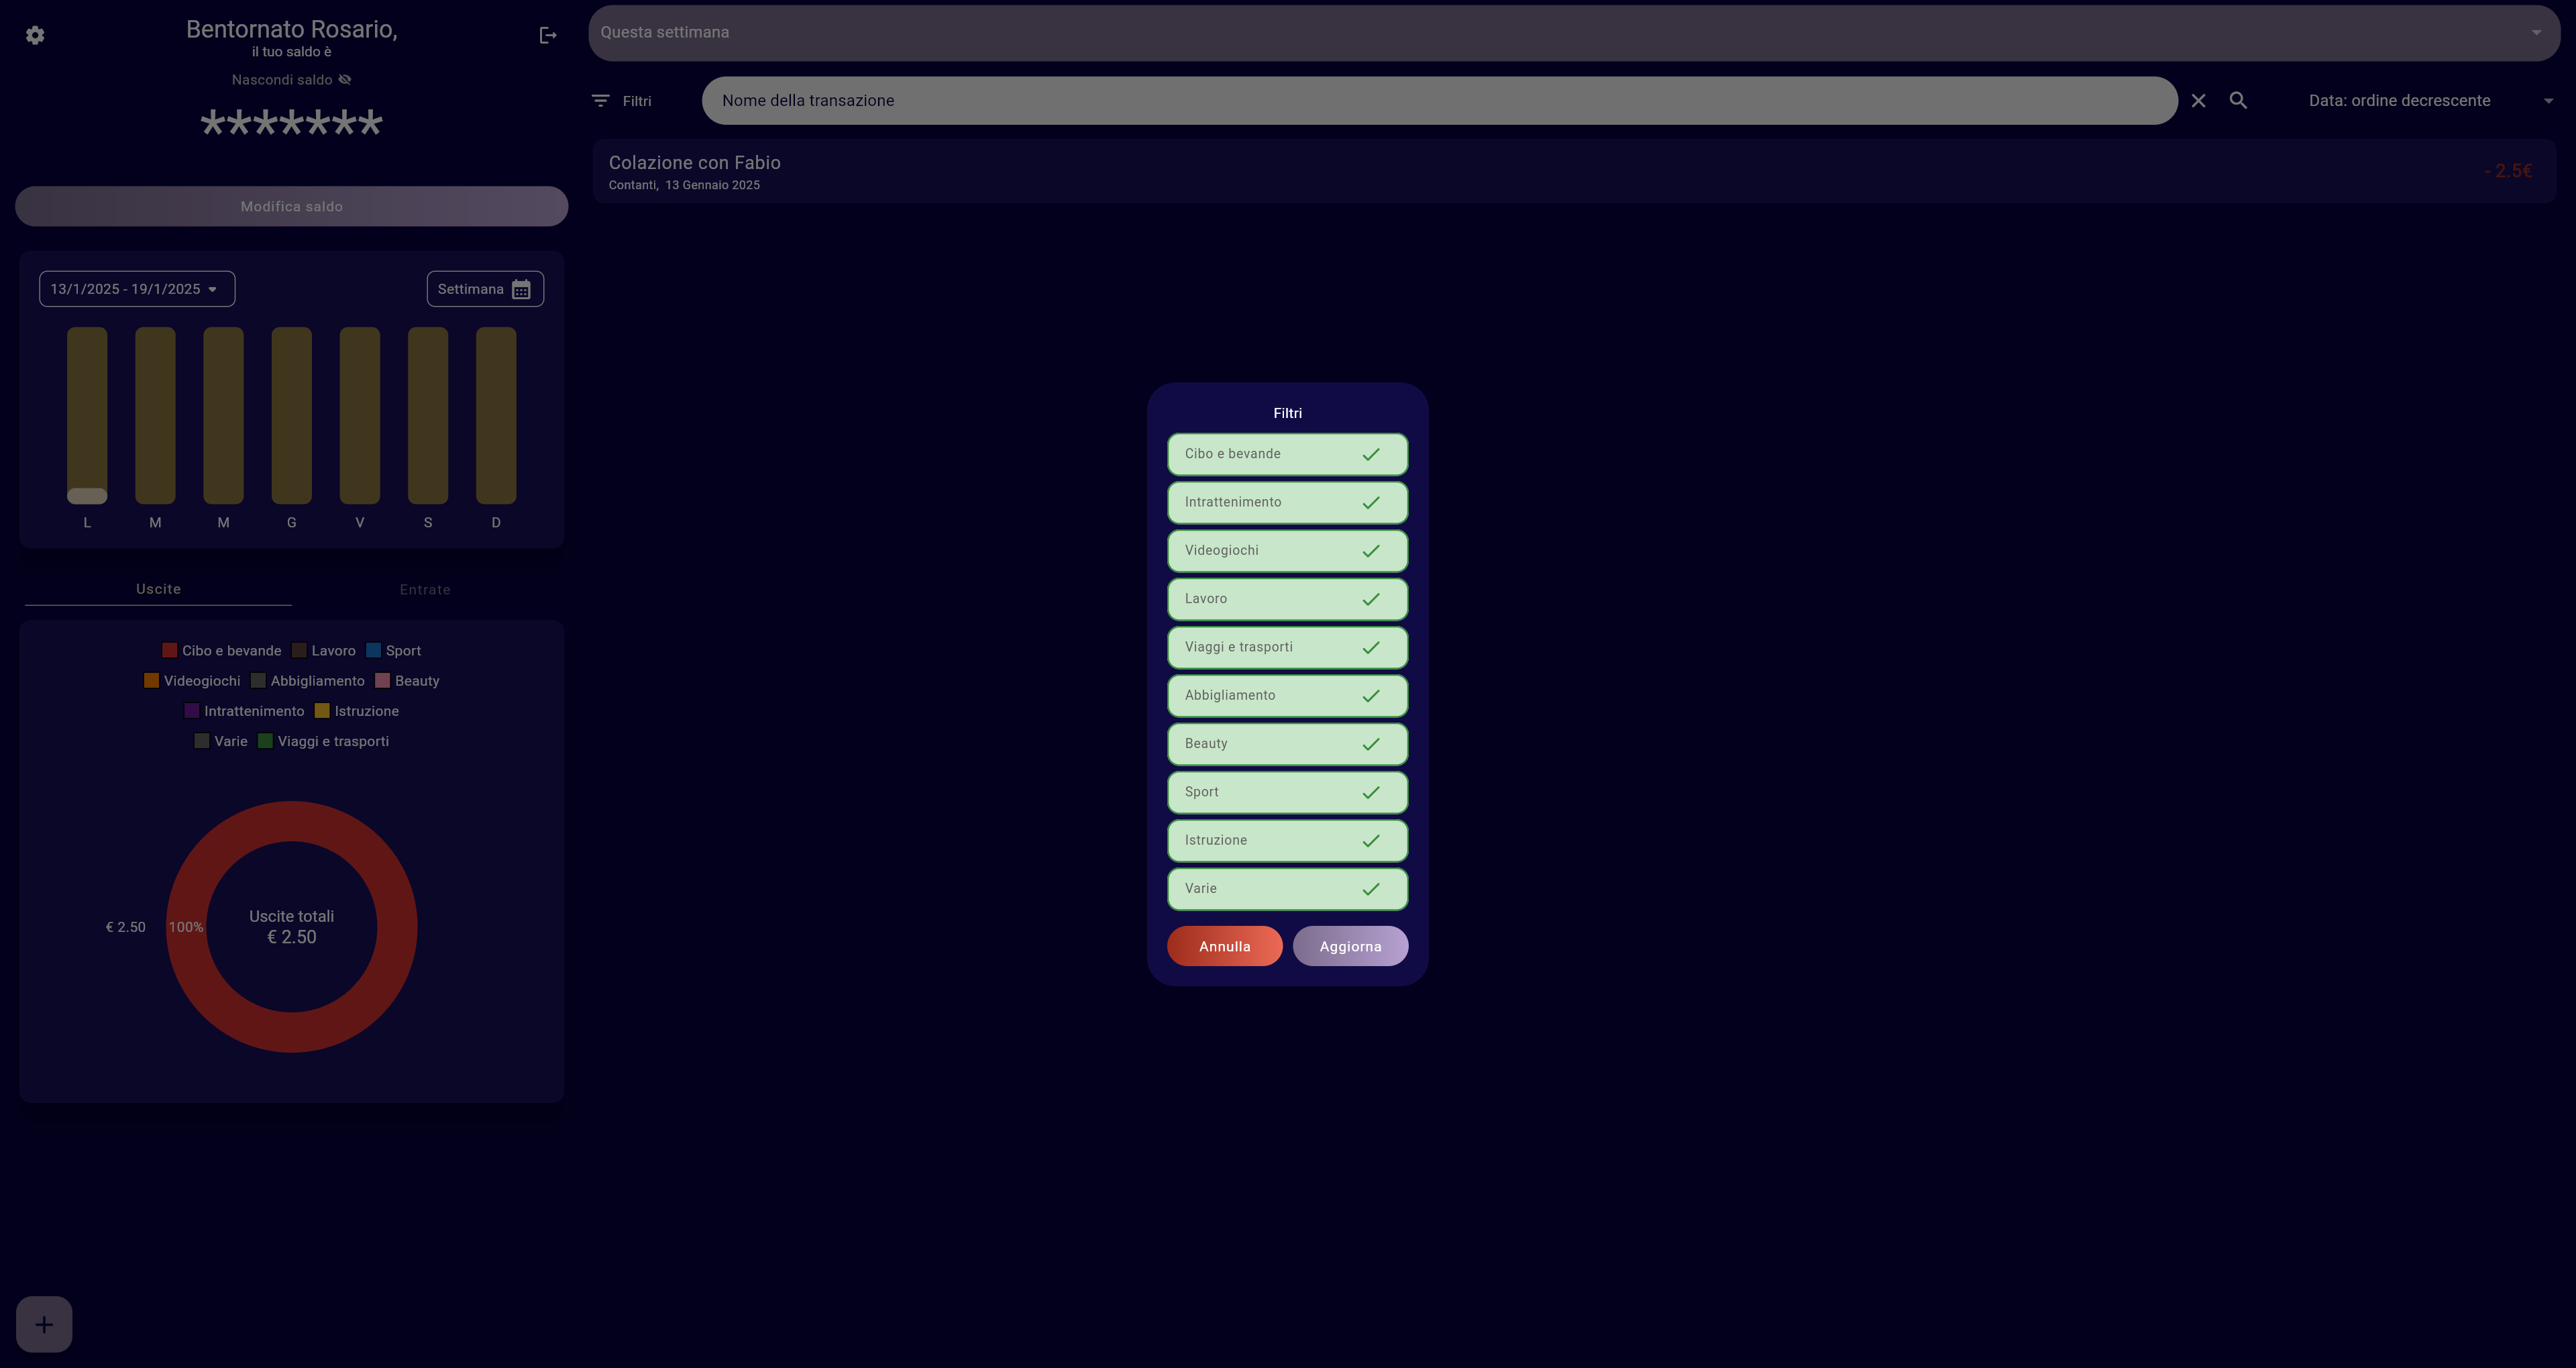 Bentornato Rosario,
il tuo saldo è
Nascondi saldo
*******
Modifica saldo
13/1/2025 - 19/1/2025
Settimana
L M M G V S D
Uscite
Entrate
Cibo e bevande Lavoro Sport
Videogiochi Abbigliamento Beauty
Intrattenimento Istruzione
Varie Viaggi e trasporti
€ 2.50
100%
Uscite totali
€ 2.50
Questa settimana
Filtri
Nome della transazione
Data: ordine decrescente
Colazione con Fabio
Contanti, 13 Gennaio 2025
- 2.5€
Filtri
Cibo e bevande
Intrattenimento
Videogiochi
Lavoro
Viaggi e trasporti
Abbigliamento
Beauty
Sport
Istruzione
Varie
Annulla
Aggiorna